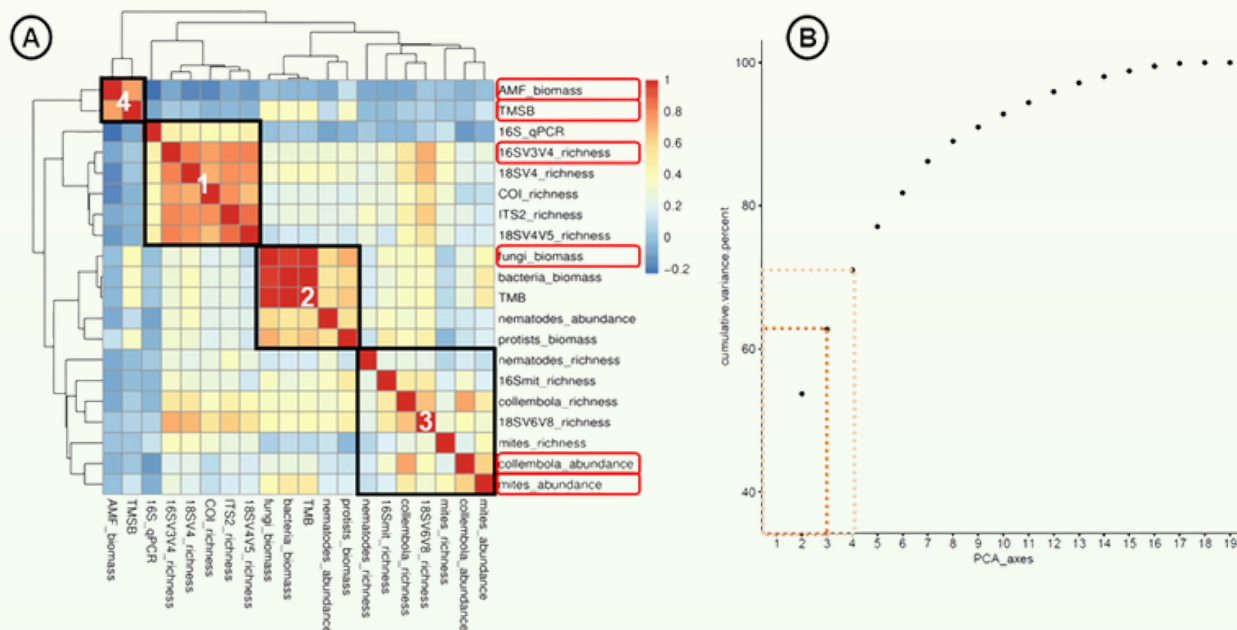 A
B
AMF_biomass
TMSB
16S_qPCR
16SV3V4_richness
18SV4_richness
COI_richness
ITS2_richness
18SV4V5_richness
fungi_biomass
bacteria_biomass
TMB
nematodes_abundance
protists_biomass
nematodes_richness
16Smit_richness
collembola_richness
18SV6V8_richness
mites_richness
collembola_abundance
mites_abundance
1
0.8
0.6
0.4
0.2
0
−0.2
4
1
2
3
AMF_biomass
TMSB
16S_qPCR
16SV3V4_richness
18SV4_richness
COI_richness
ITS2_richness
18SV4V5_richness
fungi_biomass
bacteria_biomass
TMB
nematodes_abundance
protists_biomass
nematodes_richness
16Smit_richness
collembola_richness
18SV6V8_richness
mites_richness
collembola_abundance
mites_abundance
cumulative.variance.percent
100
80
60
40
1 2 3 4 5 6 7 8 9 10 11 12 13 14 15 16 17 18 19
PCA_axes